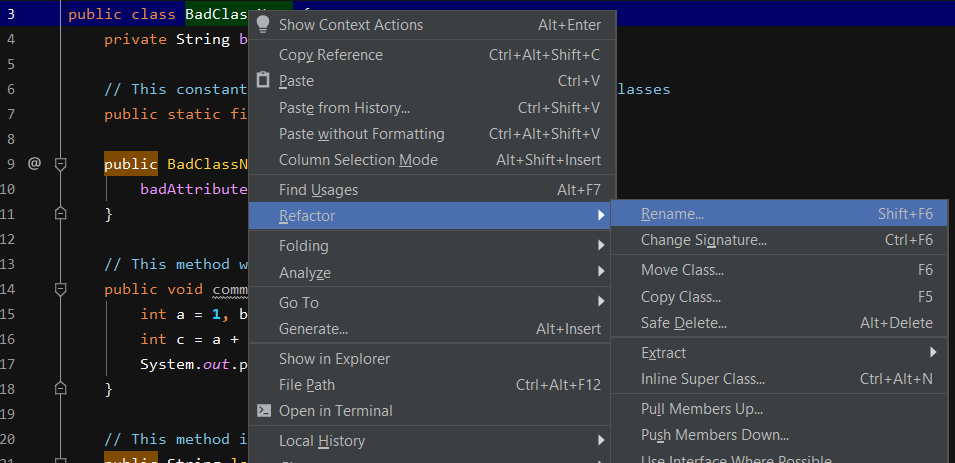 3 public class BadClassN
4 private String b
5
6 // This constant lasses
7 public static fi
8
9 @ public BadClassN
10 badAttribute
11 }
12
13 // This method w
14 public void comm
15 int a = 1, b
16 int c = a +
17 System.out.p
18 }
19
20 // This method i
21 public String le
Show Context Actions Alt+Enter
Copy Reference Ctrl+Alt+Shift+C
Paste Ctrl+V
Paste from History... Ctrl+Shift+V
Paste without Formatting Ctrl+Alt+Shift+V
Column Selection Mode Alt+Shift+Insert
Find Usages Alt+F7
Refactor
Folding
Analyze
Go To
Generate... Alt+Insert
Show in Explorer
File Path Ctrl+Alt+F12
Open in Terminal
Local History
Rename... Shift+F6
Change Signature... Ctrl+F6
Move Class... F6
Copy Class... F5
Safe Delete... Alt+Delete
Extract
Inline Super Class... Ctrl+Alt+N
Pull Members Up...
Push Members Down...
Use Interface Where Possible